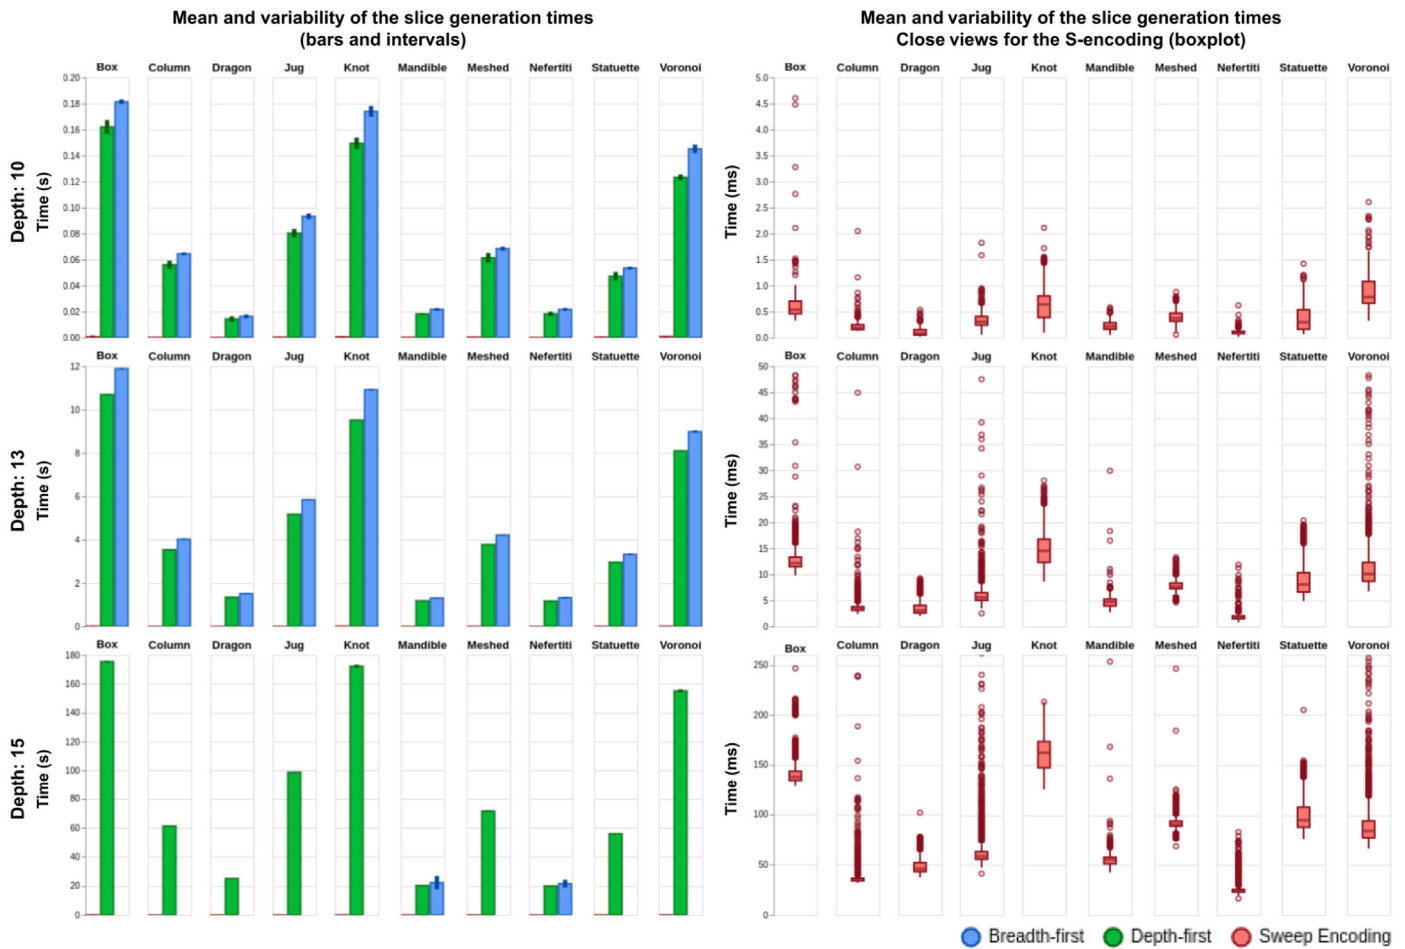 Mean and variability of the slice generation times
(bars and intervals)
Mean and variability of the slice generation times
Close views for the S-encoding (boxplot)
Depth: 10
Time (s)
Box Column Dragon Jug Knot Mandible Meshed Nefertiti Statuette Voronoi
0.20
0.18
0.16
0.14
0.12
0.10
0.08
0.06
0.04
0.02
0.00
Time (ms)
Box Column Dragon Jug Knot Mandible Meshed Nefertiti Statuette Voronoi
5.0
4.5
4.0
3.5
3.0
2.5
2.0
1.5
1.0
0.5
0.0
Depth: 13
Time (s)
Box Column Dragon Jug Knot Mandible Meshed Nefertiti Statuette Voronoi
12
10
8
6
4
2
0
Time (ms)
Box Column Dragon Jug Knot Mandible Meshed Nefertiti Statuette Voronoi
50
45
40
35
30
25
20
15
10
5
0
Depth: 15
Time (s)
Box Column Dragon Jug Knot Mandible Meshed Nefertiti Statuette Voronoi
180
160
140
120
100
80
60
40
20
0
Time (ms)
Box Column Dragon Jug Knot Mandible Meshed Nefertiti Statuette Voronoi
250
200
150
100
50
0
Breadth-first Depth-first Sweep Encoding